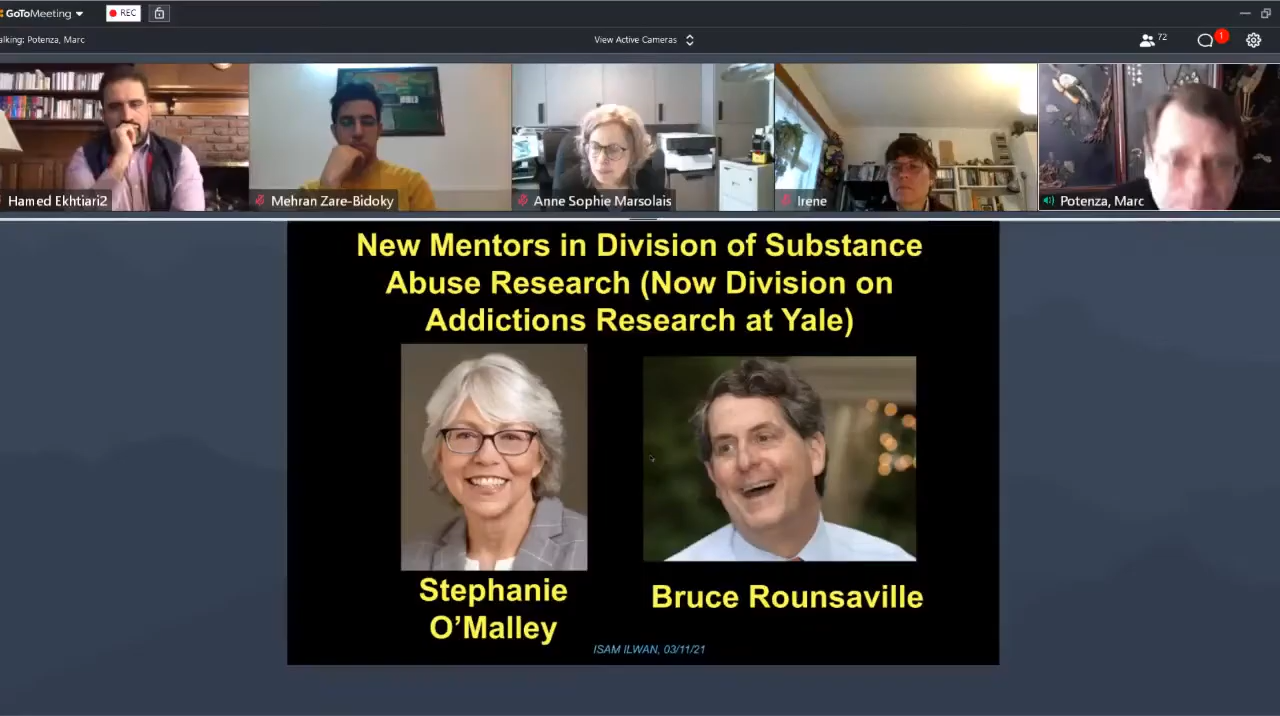 GoToMeeting
REC
alking: Potenza, Marc
View Active Cameras
72
1
Hamed Ekhtiari2
Mehran Zare-Bidoky
Anne Sophie Marsolais
Irene
Potenza, Marc
New Mentors in Division of Substance
Abuse Research (Now Division on
Addictions Research at Yale)
Stephanie
O’Malley
Bruce Rounsaville
ISAM ILWAN, 03/11/21